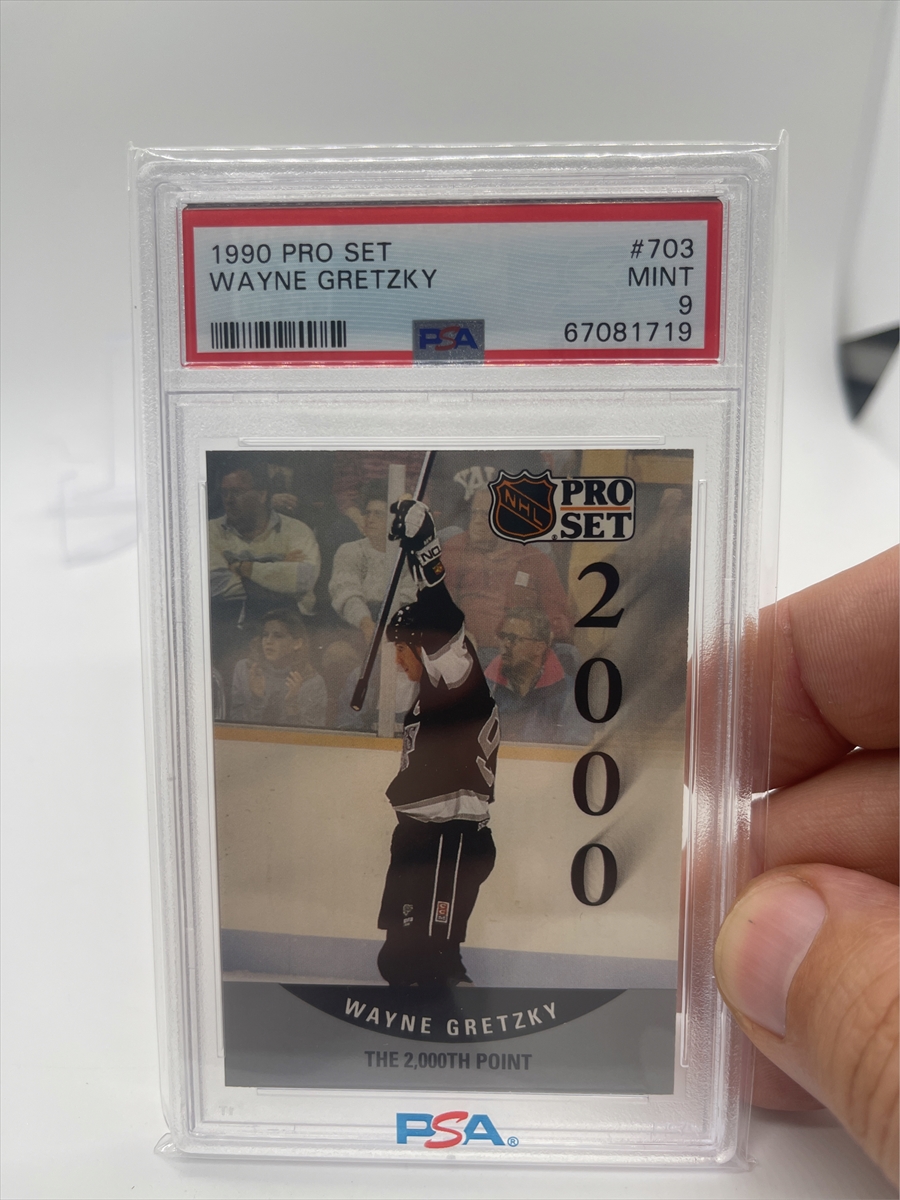 1990 PRO SET #703
WAYNE GRETZKY MINT
9
PSA 67081719
NHL PRO
SET
2
0
0
0
WAYNE GRETZKY
THE 2,000TH POINT
PSA®